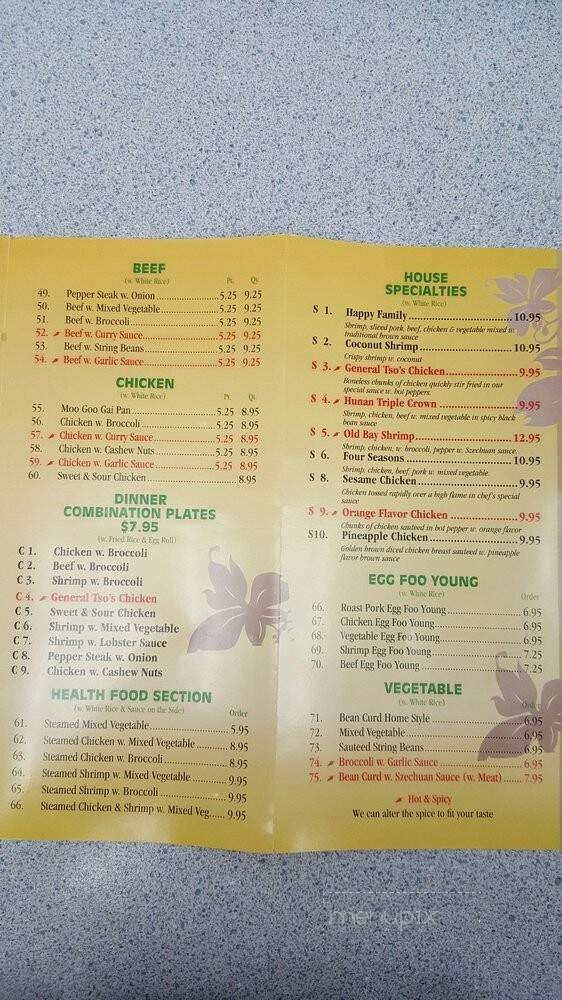 BEEF
(w. White Rice) Pt. Qt.
49. Pepper Steak w. Onion 5.25 9.25
50. Beef w. Mixed Vegetable 5.25 9.25
51. Beef w. Broccoli 5.25 9.25
52. Beef w. Curry Sauce 5.25 9.25
53. Beef w. String Beans 5.25 9.25
54. Beef w. Garlic Sauce 5.25 9.25
CHICKEN
(w. White Rice) Pt. Qt.
55. Moo Goo Gai Pan 5.25 8.95
56. Chicken w. Broccoli 5.25 8.95
57. Chicken w. Curry Sauce 5.25 8.95
58. Chicken w. Cashew Nuts 5.25 8.95
59. Chicken w. Garlic Sauce 5.25 8.95
60. Sweet & Sour Chicken 8.95
DINNER
COMBINATION PLATES
$7.95
(w. Fried Rice & Egg Roll)
C 1. Chicken w. Broccoli
C 2. Beef w. Broccoli
C 3. Shrimp w. Broccoli
C 4. General Tso's Chicken
C 5. Sweet & Sour Chicken
C 6. Shrimp w. Mixed Vegetable
C 7. Shrimp w. Lobster Sauce
C 8. Pepper Steak w. Onion
C 9. Chicken w. Cashew Nuts
HEALTH FOOD SECTION
(w. White Rice & Sauce on the Side) Order
61. Steamed Mixed Vegetable 5.95
62. Steamed Chicken w. Mixed Vegetable 8.95
63. Steamed Chicken w. Broccoli 8.95
64. Steamed Shrimp w. Mixed Vegetable 9.95
65. Steamed Shrimp w. Broccoli 9.95
66. Steamed Chicken & Shrimp w. Mixed Veg. 9.95
HOUSE
SPECIALTIES
(w. White Rice)
S 1. Happy Family 10.95
Shrimp, sliced pork, beef, chicken & vegetable mixed w.
traditional brown sauce
S 2. Coconut Shrimp 10.95
Crispy shrimp w. coconut
S 3. General Tso's Chicken 9.95
Boneless chunks of chicken quickly stir fried in our
special sauce w. hot peppers.
S 4. Hunan Triple Crown 9.95
Shrimp, chicken, beef w. mixed vegetable in spicy black
bean sauce
S 5. Old Bay Shrimp 12.95
Shrimp, chicken, w. broccoli, pepper w. Szechuan sauce
S 6. Four Seasons 10.95
Shrimp, chicken, beef, pork w. mixed vegetable
S 8. Sesame Chicken 9.95
Chicken tossed rapidly over a high flame in chef's special
sauce
S 9. Orange Flavor Chicken 9.95
Chunks of chicken sauteed in hot pepper w. orange flavor
S10. Pineapple Chicken 9.95
Golden brown diced chicken breast sauteed w. pineapple
flavor brown sauce
EGG FOO YOUNG
(w. White Rice) Order
66. Roast Pork Egg Foo Young 6.95
67. Chicken Egg Foo Young 6.95
68. Vegetable Egg Foo Young 6.95
69. Shrimp Egg Foo Young 7.25
70. Beef Egg Foo Young 7.25
VEGETABLE
(w. White Rice) Order
71. Bean Curd Home Style 6.95
72. Mixed Vegetable 6.95
73. Sauteed String Beans 6.95
74. Broccoli w. Garlic Sauce 6.95
75. Bean Curd w. Szechuan Sauce (w. Meat) 7.95
Hot & Spicy
We can alter the spice to fit your taste
menupix